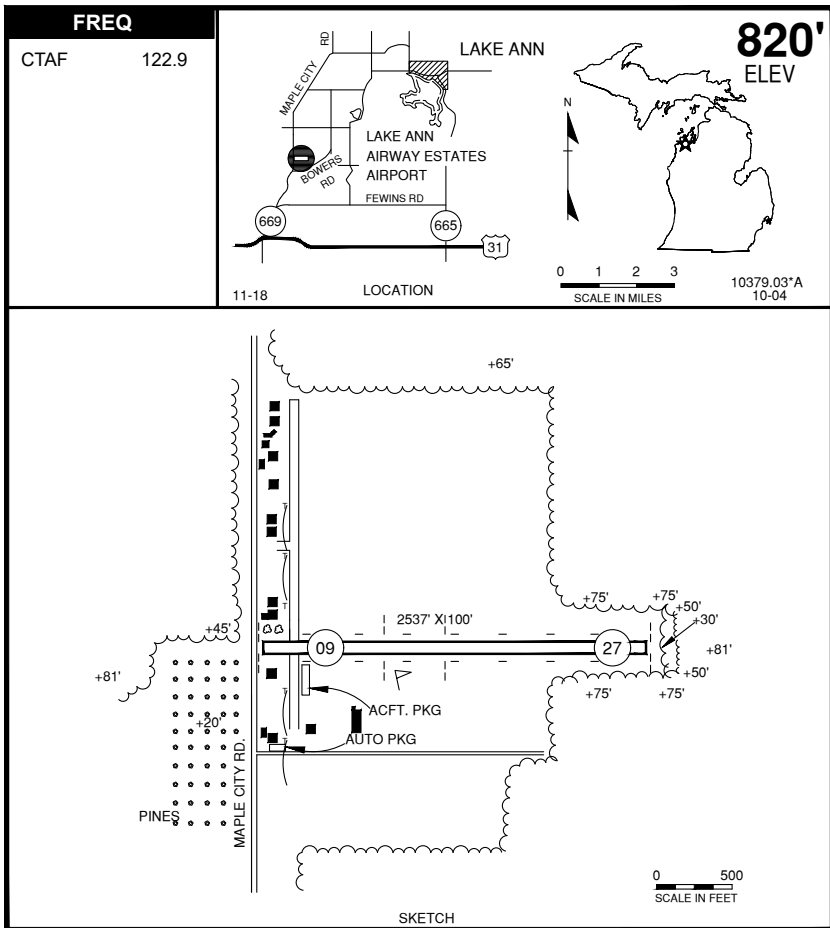 FREQ
CTAF 122.9
MAPLE CITY RD
LAKE ANN
LAKE ANN
AIRWAY ESTATES
AIRPORT
BOWERS
RD
FEWINS RD
669
665
31
11-18
LOCATION
820'
ELEV
N
0 1 2 3
SCALE IN MILES
10379.03*A
10-04
+65'
T
T
T
+45'
+81'
+20'
PINES
MAPLE CITY RD.
2537' X 100'
09
27
+75'
+75'
+50'
+30'
+81'
+50'
+75'
+75'
ACFT. PKG
AUTO PKG
T
T
0 500
SCALE IN FEET
SKETCH